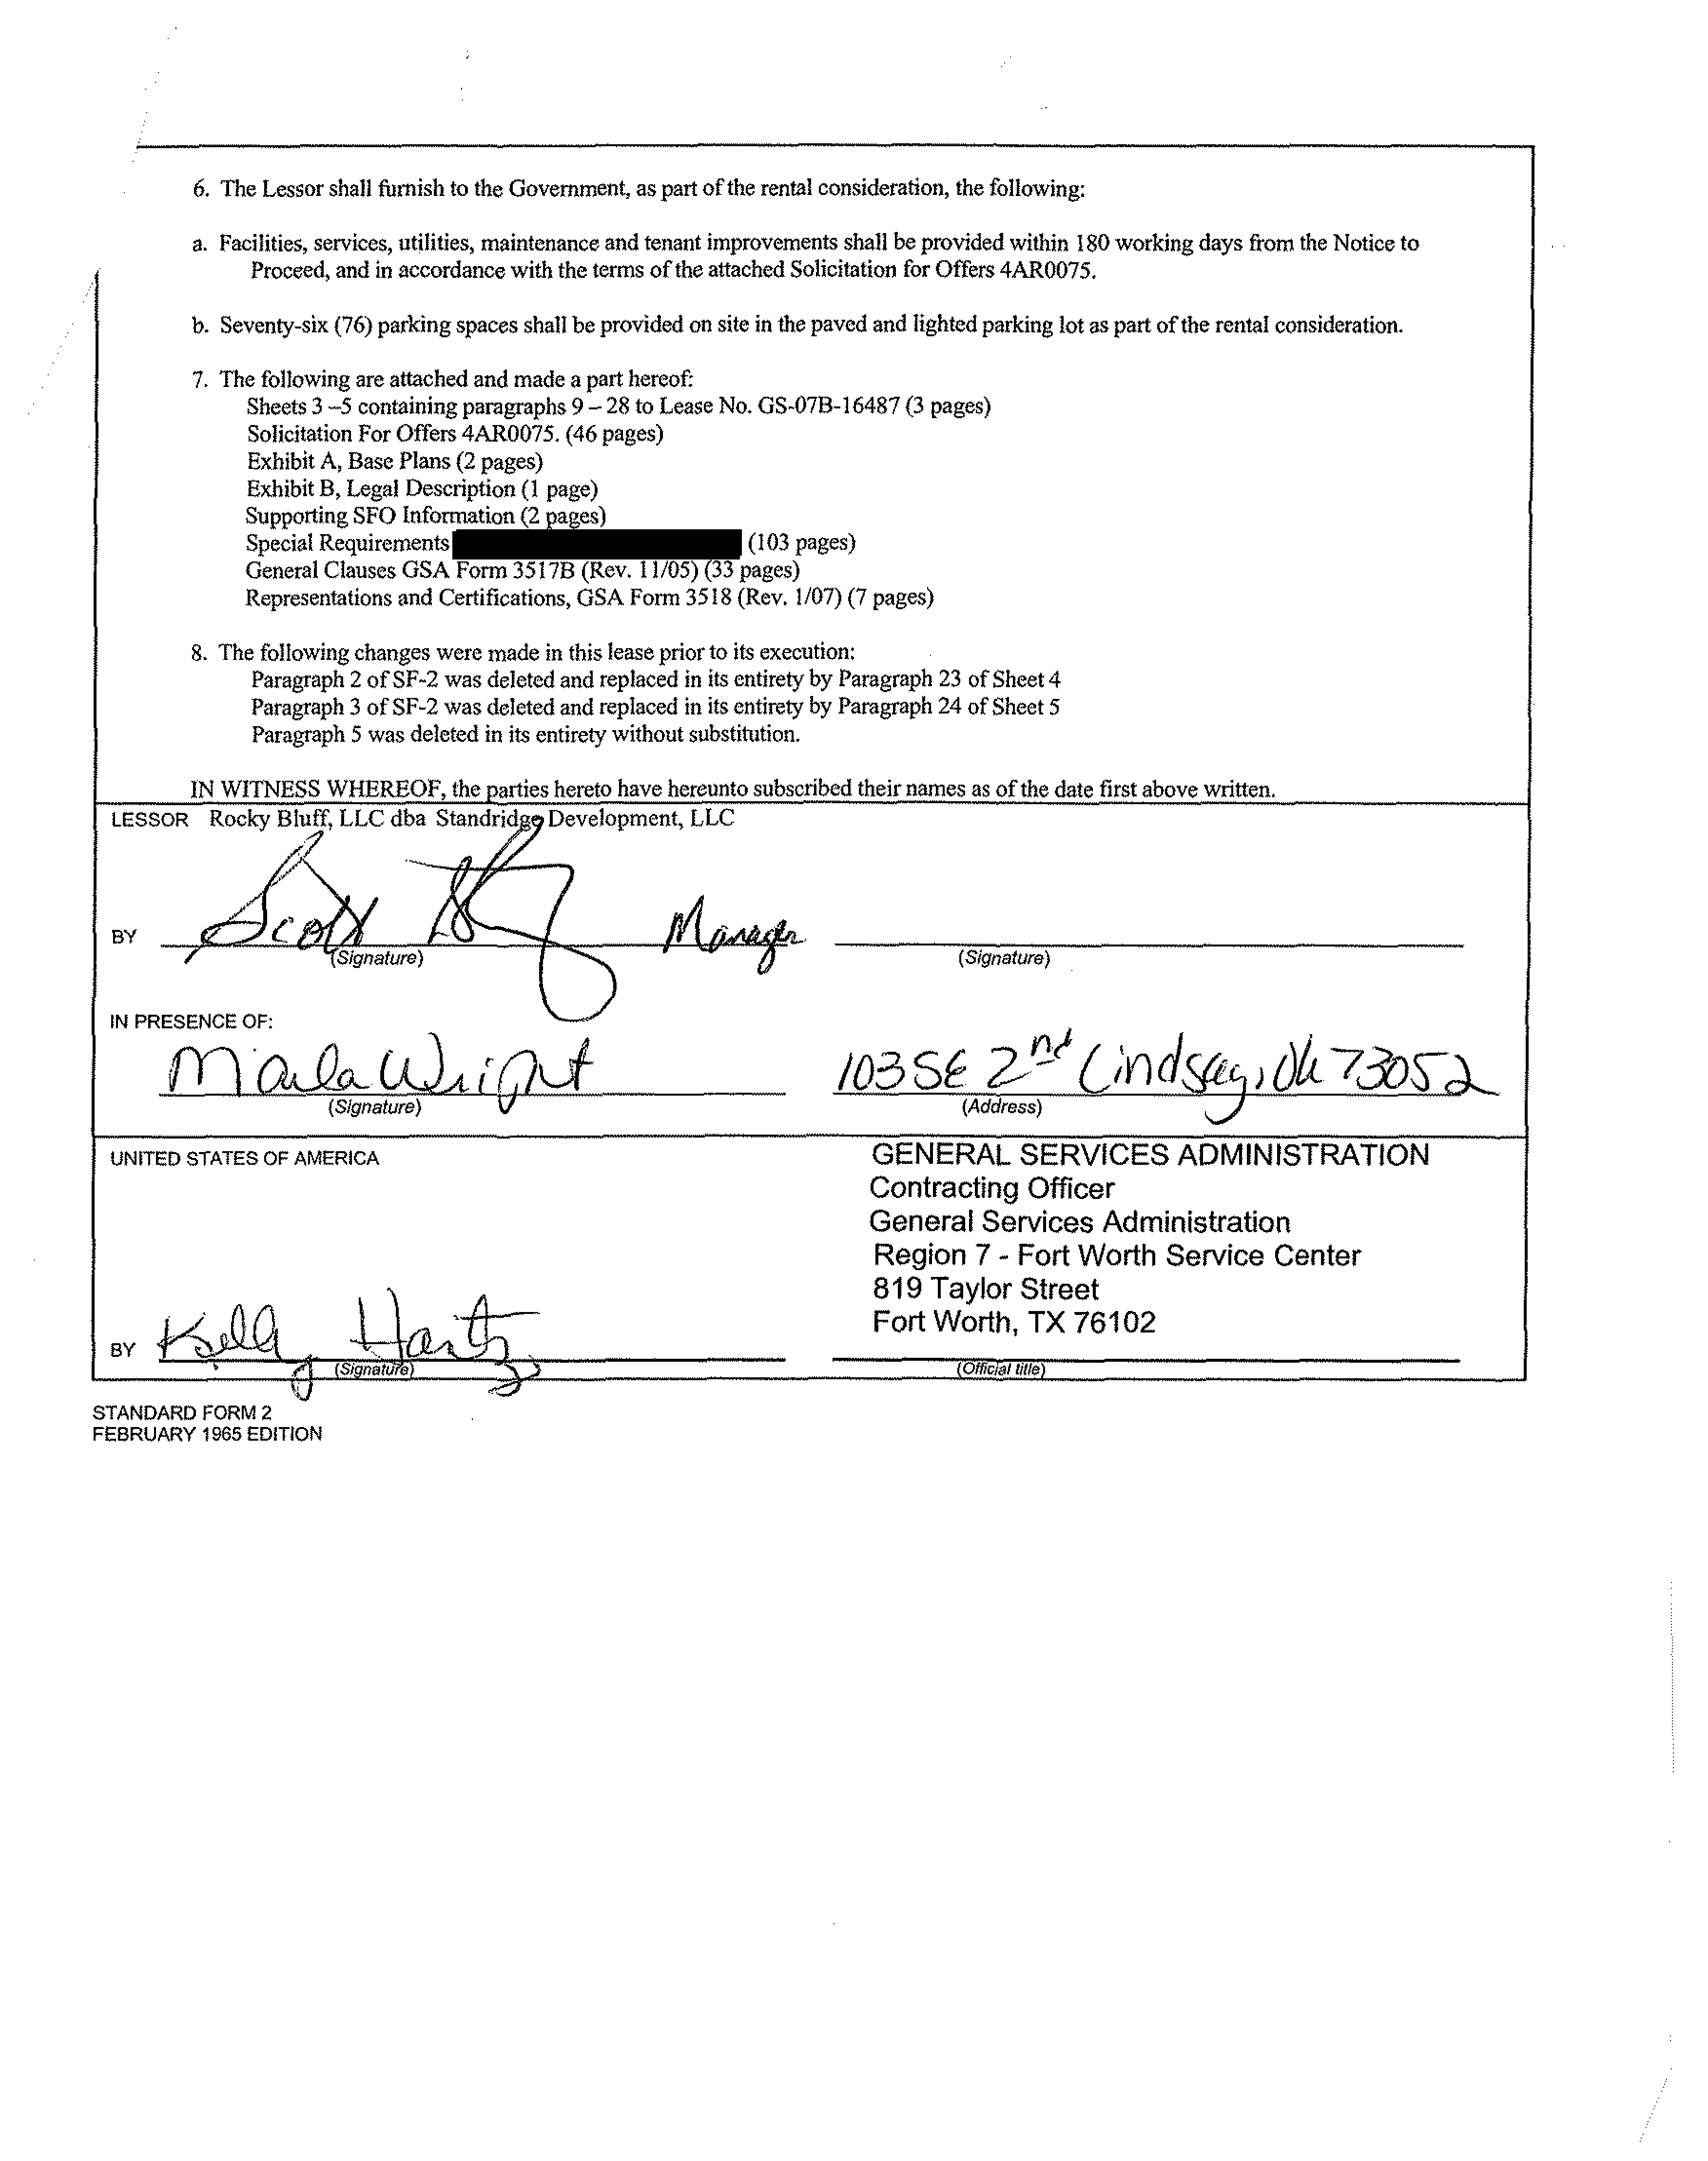 6. The Lessor shall furnish to the Government, as part of the rental consideration, the following:
a. Facilities, services, utilities, maintenance and tenant improvements shall be provided within 180 working days from the Notice to
Proceed, and in accordance with the terms of the attached Solicitation for Offers 4AR0075.
b. Seventy-six (76) parking spaces shall be provided on site in the paved and lighted parking lot as part of the rental consideration.
7. The following are attached and made a part hereof:
Sheets 3 –5 containing paragraphs 9 – 28 to Lease No. GS-07B-16487 (3 pages)
Solicitation For Offers 4AR0075. (46 pages)
Exhibit A, Base Plans (2 pages)
Exhibit B, Legal Description (1 page)
Supporting SFO Information (2 pages)
Special Requirements (103 pages)
General Clauses GSA Form 3517B (Rev. 11/05) (33 pages)
Representations and Certifications, GSA Form 3518 (Rev. 1/07) (7 pages)
8. The following changes were made in this lease prior to its execution:
Paragraph 2 of SF-2 was deleted and replaced in its entirety by Paragraph 23 of Sheet 4
Paragraph 3 of SF-2 was deleted and replaced in its entirety by Paragraph 24 of Sheet 5
Paragraph 5 was deleted in its entirety without substitution.
IN WITNESS WHEREOF, the parties hereto have hereunto subscribed their names as of the date first above written.
LESSOR Rocky Bluff, LLC dba Standridge Development, LLC
BY Scott Manager
(Signature) (Signature)
IN PRESENCE OF:
Marla Wright 103 SE 2nd Lindsay, Ok 73052
(Signature) (Address)
UNITED STATES OF AMERICA
GENERAL SERVICES ADMINISTRATION
Contracting Officer
General Services Administration
Region 7 - Fort Worth Service Center
819 Taylor Street
Fort Worth, TX 76102
BY Kelly Hartz
(Signature) (Official title)
STANDARD FORM 2
FEBRUARY 1965 EDITION